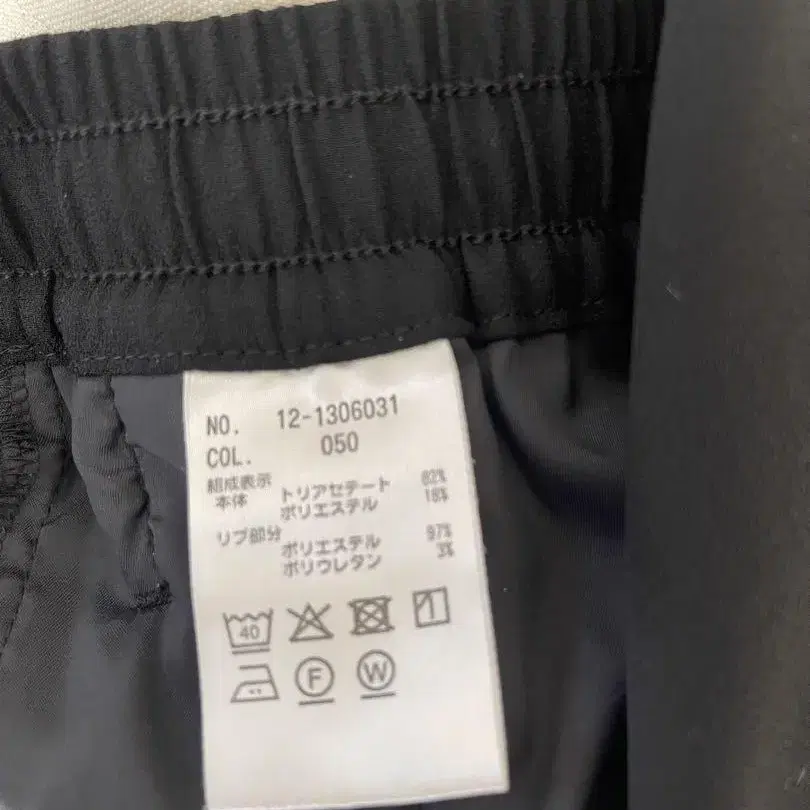 NO. 12-1306031
COL. 050
組成表示
本体 トリアセテート 82%
ポリエステル 18%
リブ部分
ポリエステル 97%
ポリウレタン 3%
40
F W